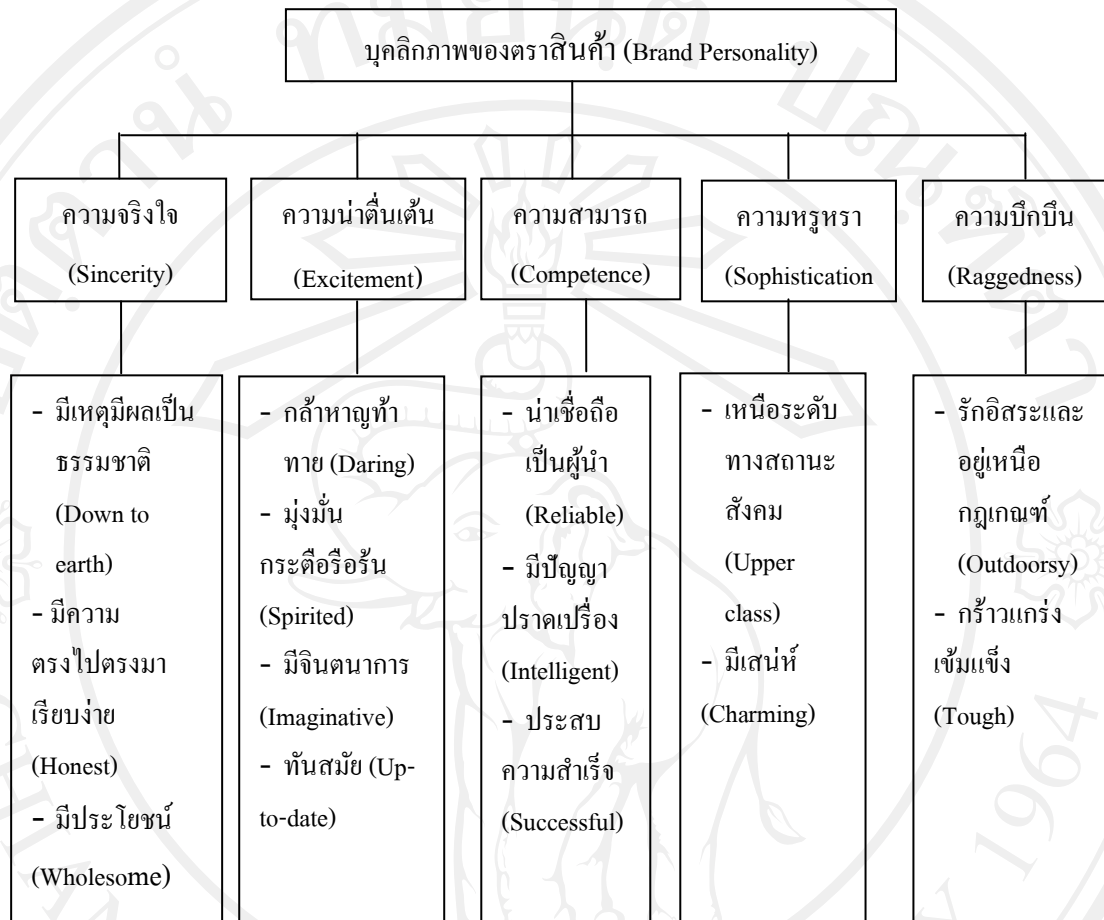 บุคลิกภาพของตราสินค้า (Brand Personality)
ความจริงใจ
(Sincerity)
ความน่าตื่นเต้น
(Excitement)
ความสามารถ
(Competence)
ความหรูหรา
(Sophistication
ความบึกบึน
(Raggedness)
- มีเหตุมีผลเป็น
ธรรมชาติ
(Down to
earth)
- มีความ
ตรงไปตรงมา
เรียบง่าย
(Honest)
- มีประโยชน์
(Wholesome)
- กล้าหาญท้า
ทาย (Daring)
- มุ่งมั่น
กระตือรือร้น
(Spirited)
- มีจินตนาการ
(Imaginative)
- ทันสมัย (Up-
to-date)
- น่าเชื่อถือ
เป็นผู้นำ
(Reliable)
- มีปัญญา
ปราดเปรื่อง
(Intelligent)
- ประสบ
ความสำเร็จ
(Successful)
- เหนือระดับ
ทางสถานะ
สังคม
(Upper
class)
- มีเสน่ห์
(Charming)
- รักอิสระและ
อยู่เหนือ
กฎเกณฑ์
(Outdoorsy)
- กร้าวแกร่ง
เข้มแข็ง
(Tough)
1964